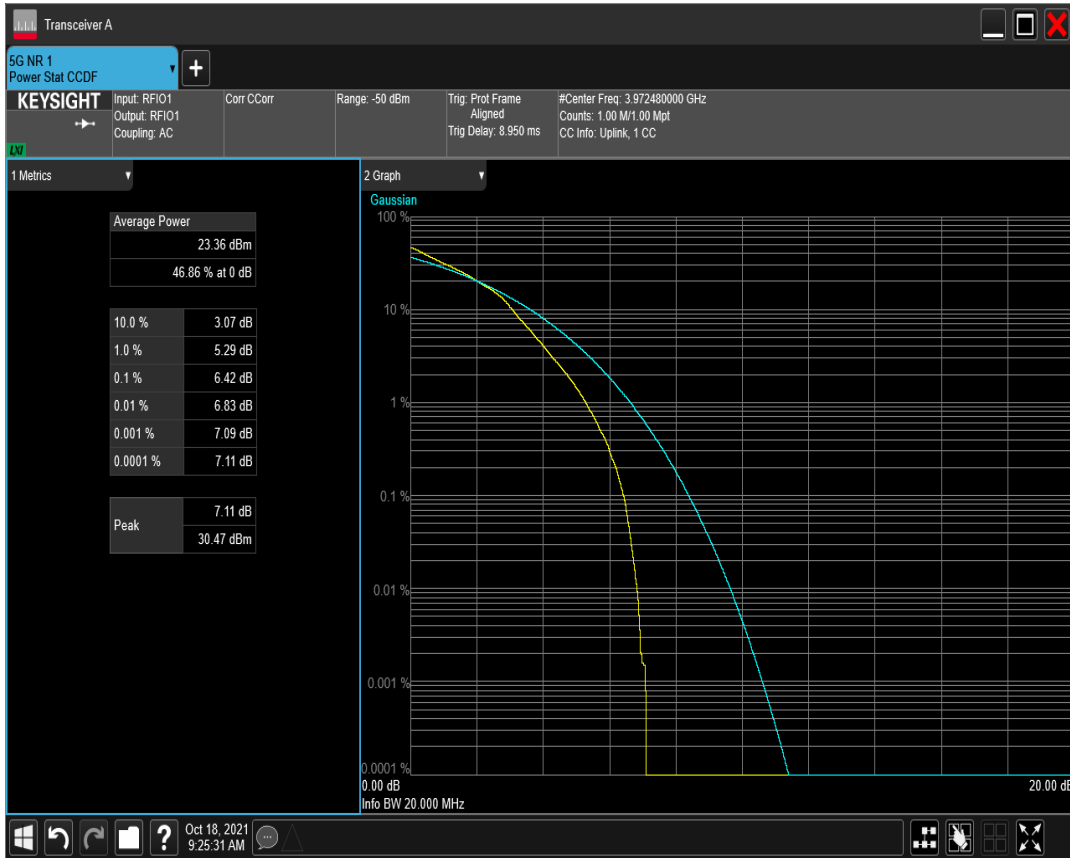 Transceiver A
5G NR 1
Power Stat CCDF
+
KEYSIGHT
LXI
Input: RFIO1
Output: RFIO1
Coupling: AC
Corr CCorr
Range: -50 dBm
Trig: Prot Frame
Aligned
Trig Delay: 8.950 ms
#Center Freq: 3.972480000 GHz
Counts: 1.00 M/1.00 Mpt
CC Info: Uplink, 1 CC
1 Metrics
Average Power
23.36 dBm
46.86 % at 0 dB
10.0 % 3.07 dB
1.0 % 5.29 dB
0.1 % 6.42 dB
0.01 % 6.83 dB
0.001 % 7.09 dB
0.0001 % 7.11 dB
Peak
7.11 dB
30.47 dBm
2 Graph
Gaussian
100 %
10 %
1 %
0.1 %
0.01 %
0.001 %
0.0001 %
0.00 dB
20.00 dB
Info BW 20.000 MHz
?
Oct 18, 2021
9:25:31 AM